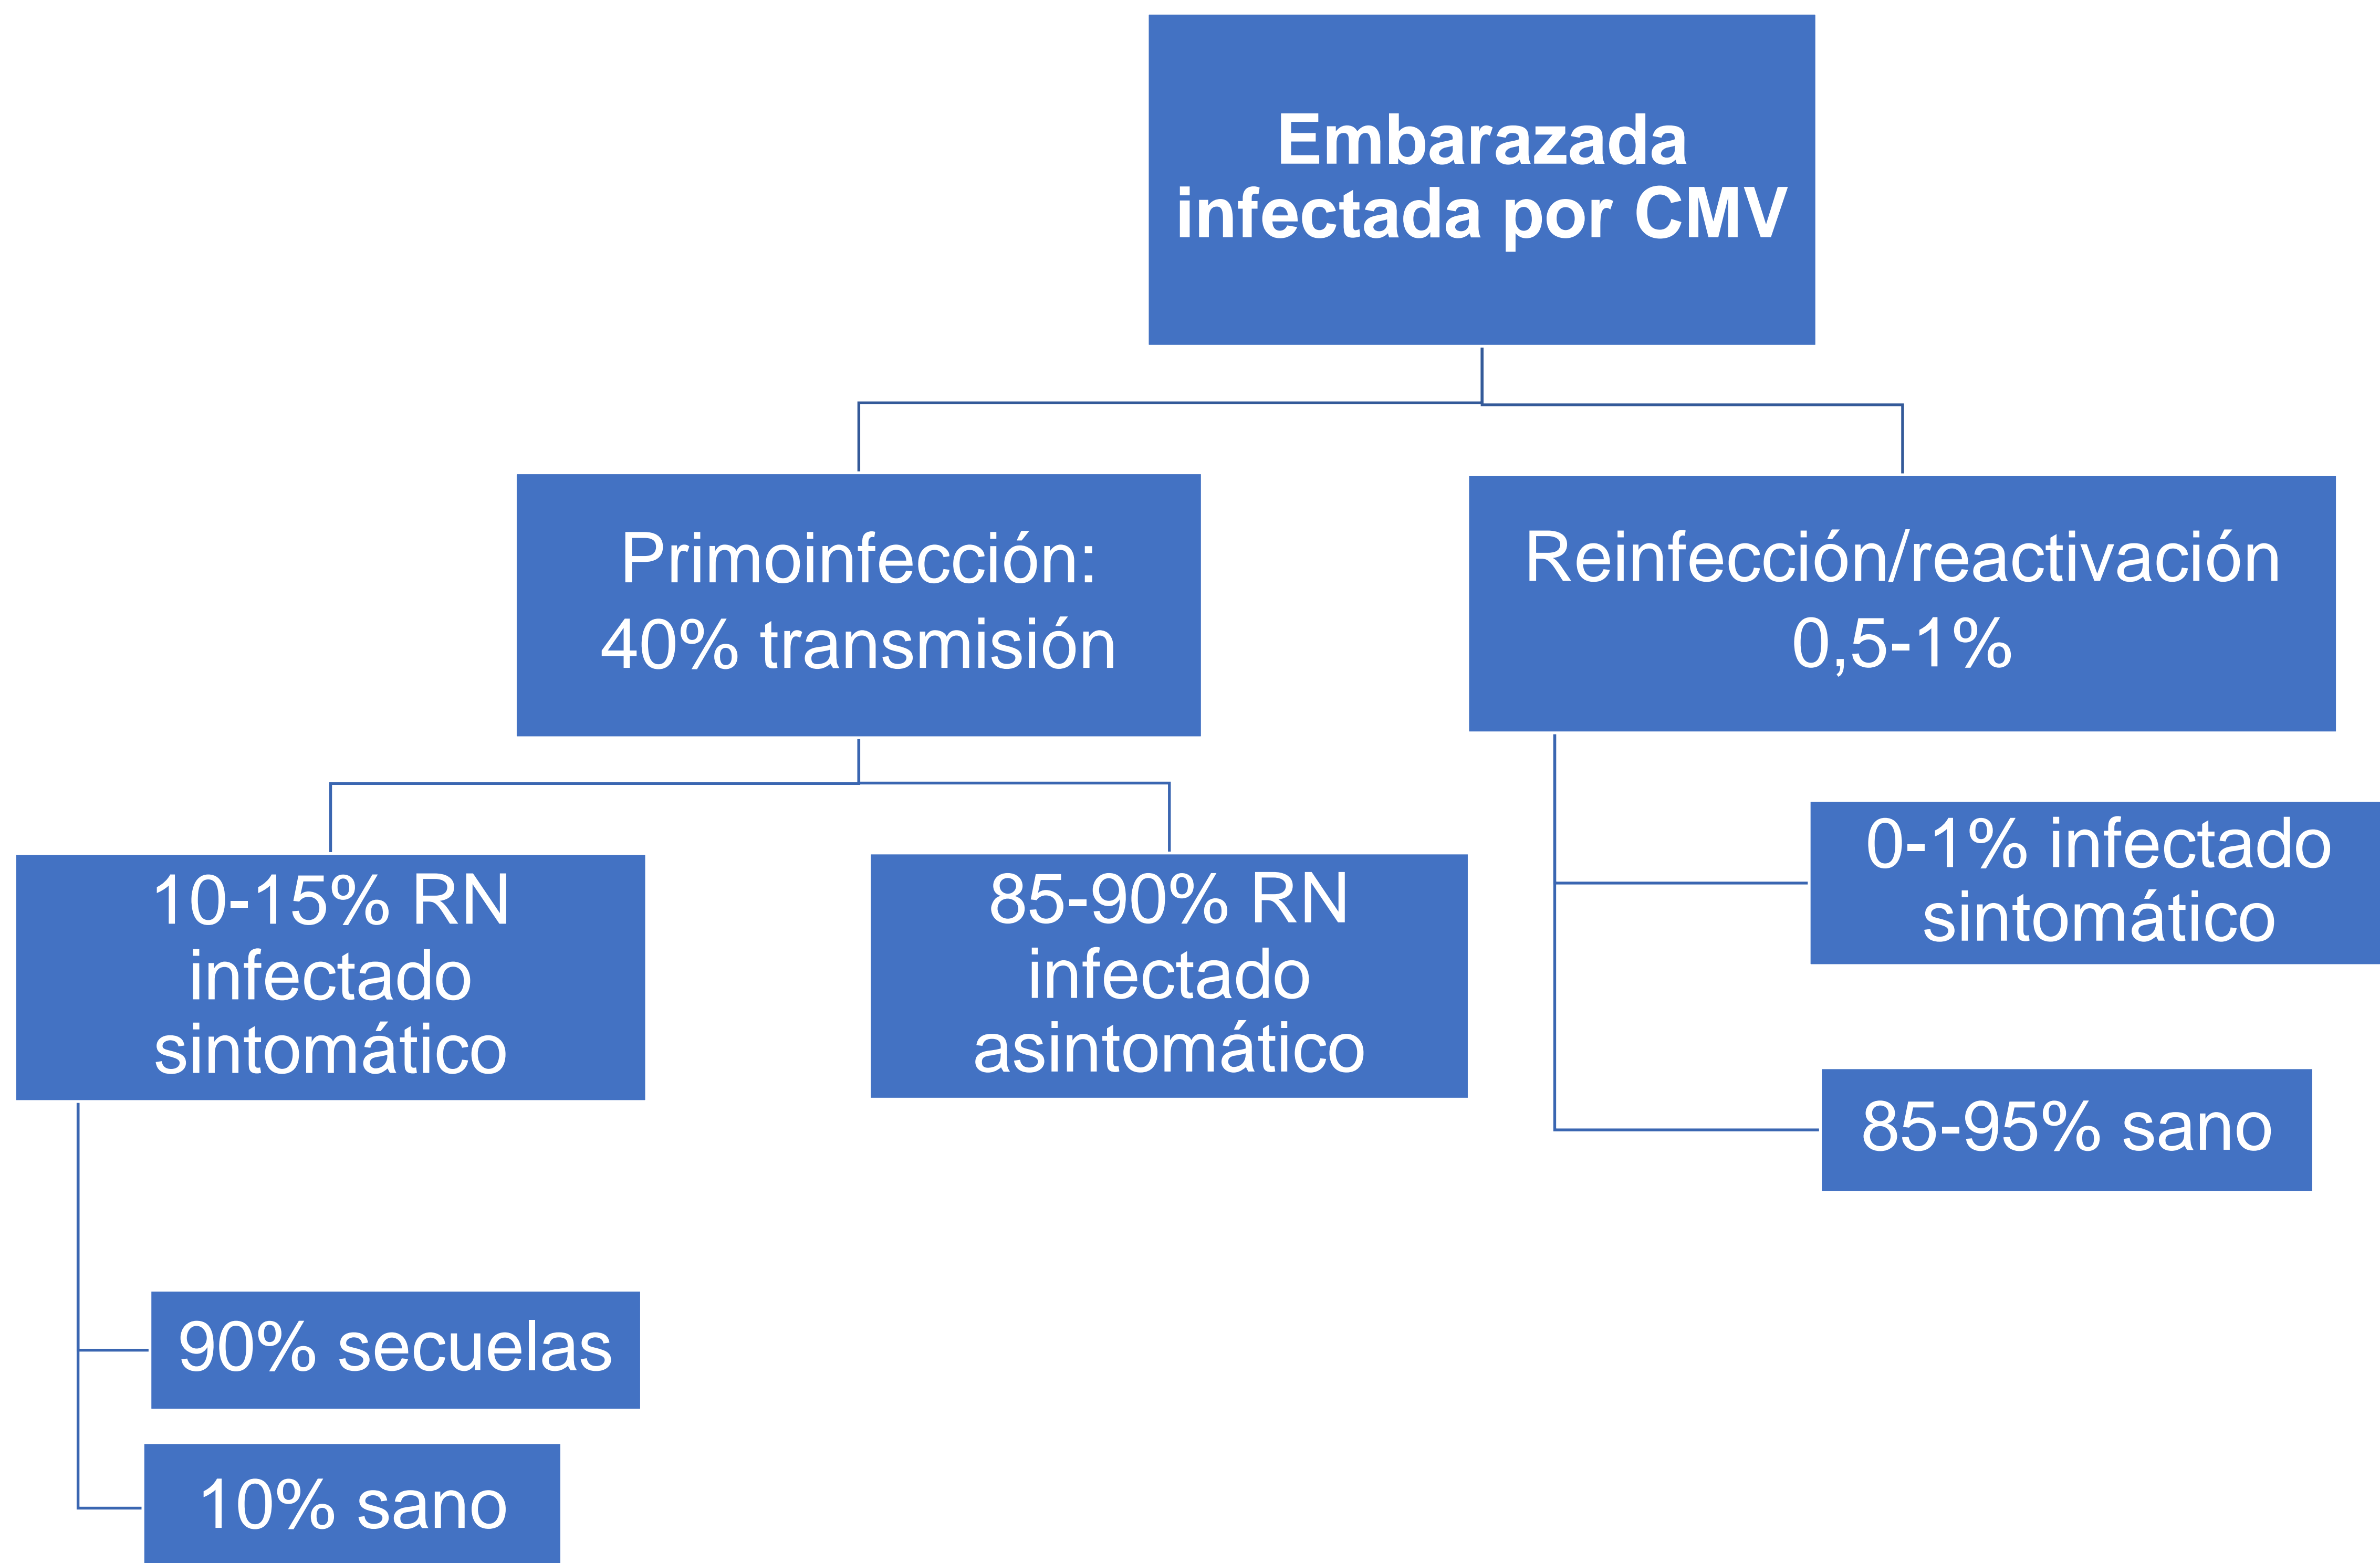 Embarazada
infectada por CMV
Primoinfección:
40% transmisión
Reinfección/reactivación
0,5-1%
10-15% RN
infectado
sintomático
85-90% RN
infectado
asintomático
0-1% infectado
sintomático
85-95% sano
90% secuelas
10% sano